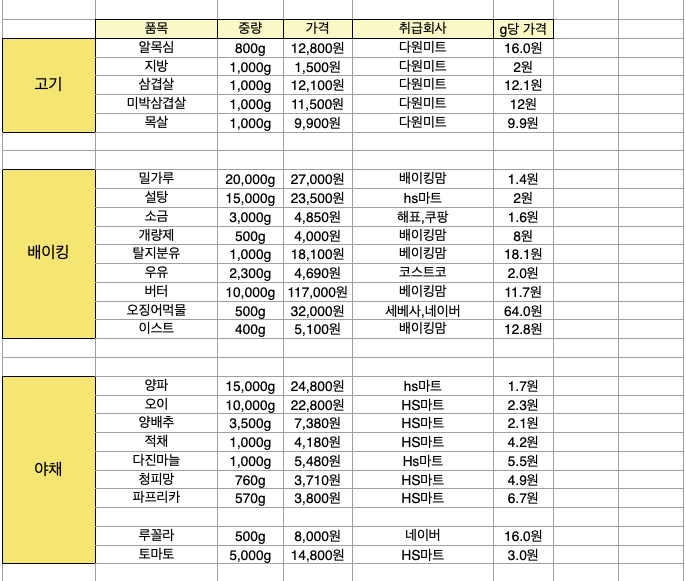 품목 중량 가격 취급회사 g당 가격
고기
알목심 800g 12,800원 다원미트 16.0원
지방 1,000g 1,500원 다원미트 2원
삼겹살 1,000g 12,100원 다원미트 12.1원
미박삼겹살 1,000g 11,500원 다원미트 12원
목살 1,000g 9,900원 다원미트 9.9원
배이킹
밀가루 20,000g 27,000원 배이킹맘 1.4원
설탕 15,000g 23,500원 hs마트 2원
소금 3,000g 4,850원 해표,쿠팡 1.6원
개량제 500g 4,000원 배이킹맘 8원
탈지분유 1,000g 18,100원 베이킹맘 18.1원
우유 2,300g 4,690원 코스트코 2.0원
버터 10,000g 117,000원 베이킹맘 11.7원
오징어먹물 500g 32,000원 세베사,네이버 64.0원
이스트 400g 5,100원 배이킹맘 12.8원
야채
양파 15,000g 24,800원 hs마트 1.7원
오이 10,000g 22,800원 HS마트 2.3원
양배추 3,500g 7,380원 HS마트 2.1원
적채 1,000g 4,180원 HS마트 4.2원
다진마늘 1,000g 5,480원 Hs마트 5.5원
청피망 760g 3,710원 HS마트 4.9원
파프리카 570g 3,800원 HS마트 6.7원
루꼴라 500g 8,000원 네이버 16.0원
토마토 5,000g 14,800원 HS마트 3.0원